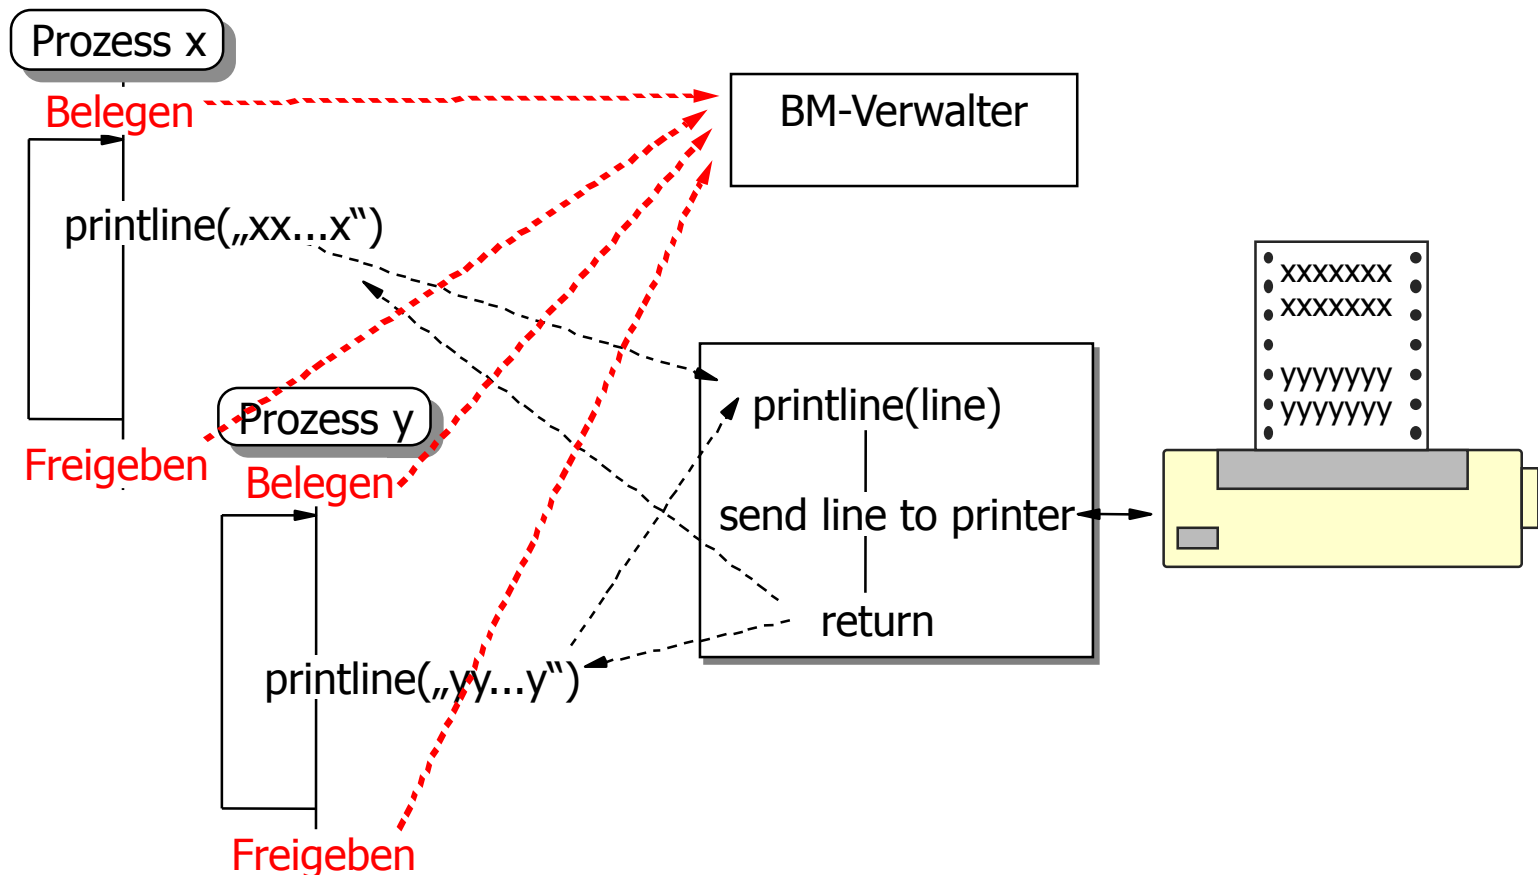 Prozess x
Belegen
BM-Verwalter
printline(„xx...x“)
xxxxxxx
xxxxxxx
yyyyyyy
yyyyyyy
printline(line)
Prozess y
Freigeben
Belegen
send line to printer
return
printline(„yy...y“)
Freigeben